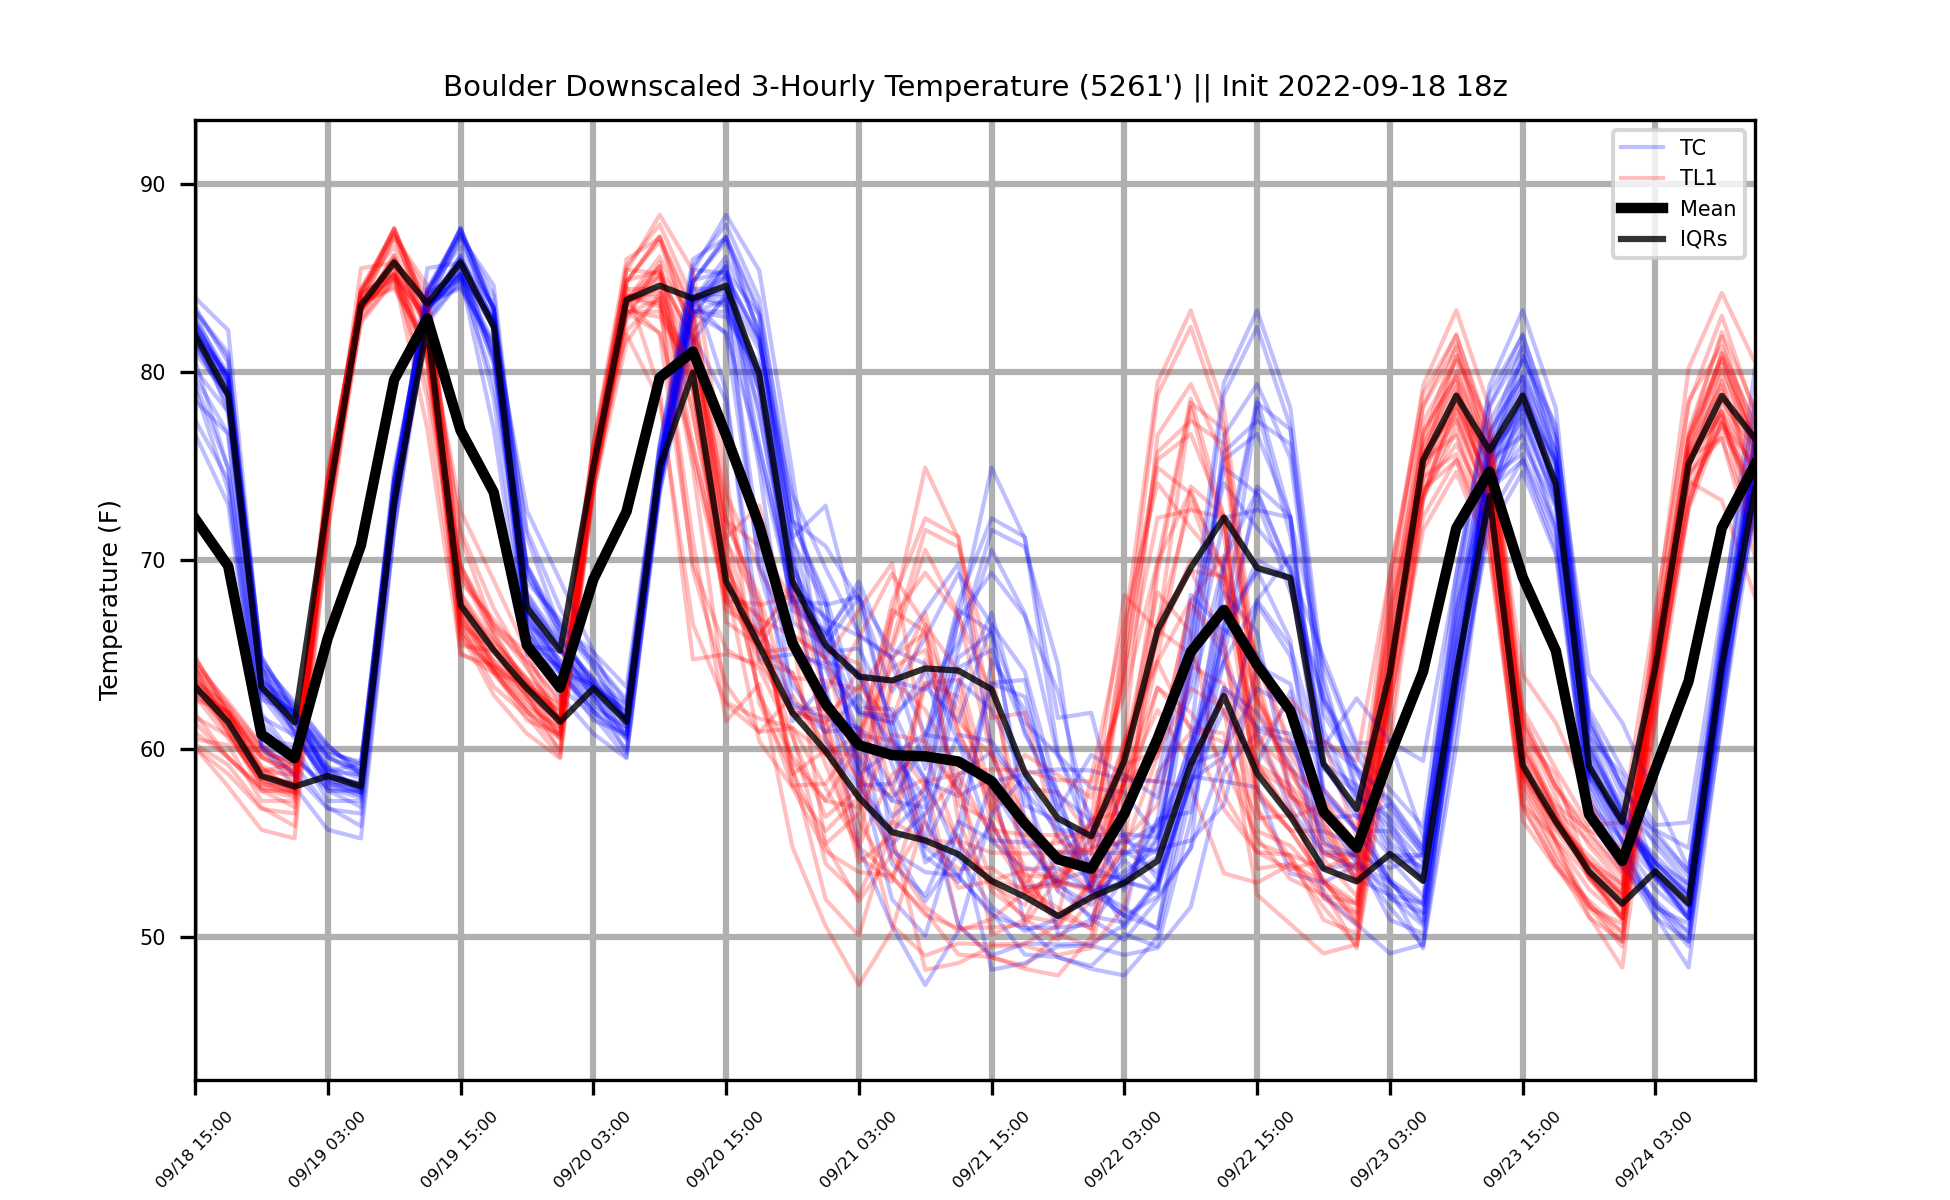 Boulder Downscaled 3-Hourly Temperature (5261') || Init 2022-09-18 18z
TC
TL1
Mean
IQRs
Temperature (F)
90
80
70
60
50
09/18 15:00
09/19 03:00
09/19 15:00
09/20 03:00
09/20 15:00
09/21 03:00
09/21 15:00
09/22 03:00
09/22 15:00
09/23 03:00
09/23 15:00
09/24 03:00